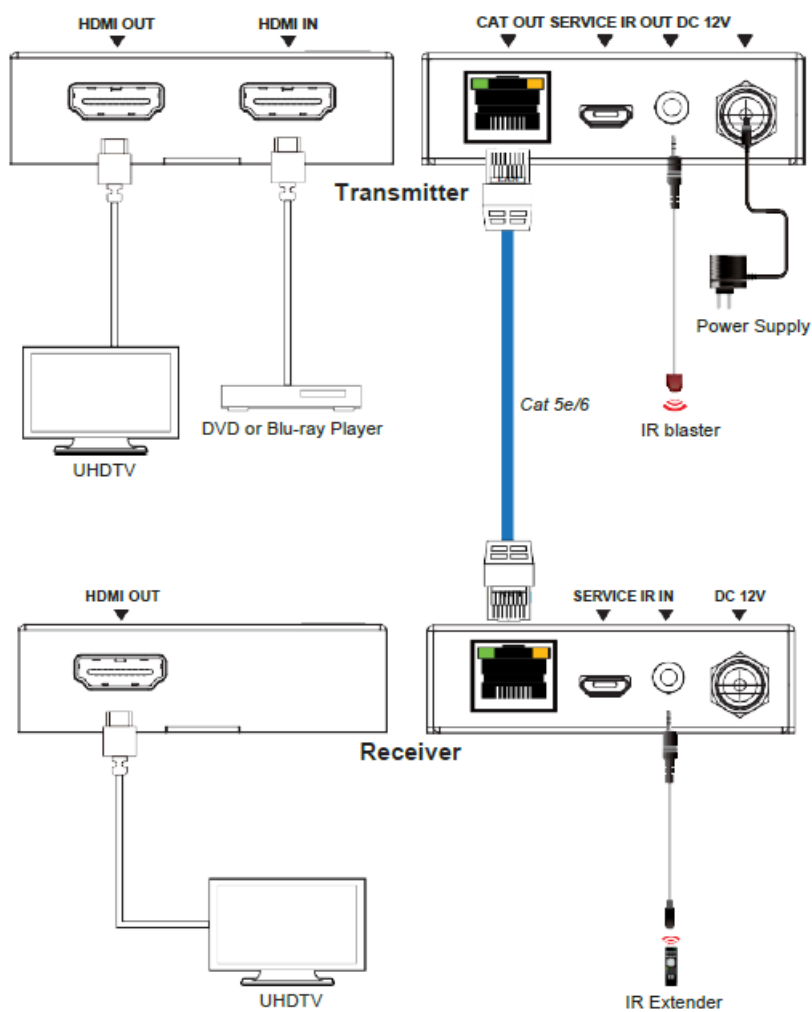 HDMI OUT HDMI IN
CAT OUT SERVICE IR OUT DC 12V
Transmitter
Power Supply
Cat 5e/6
DVD or Blu-ray Player
IR blaster
UHDTV
HDMI OUT
SERVICE IR IN DC 12V
Receiver
UHDTV
IR Extender